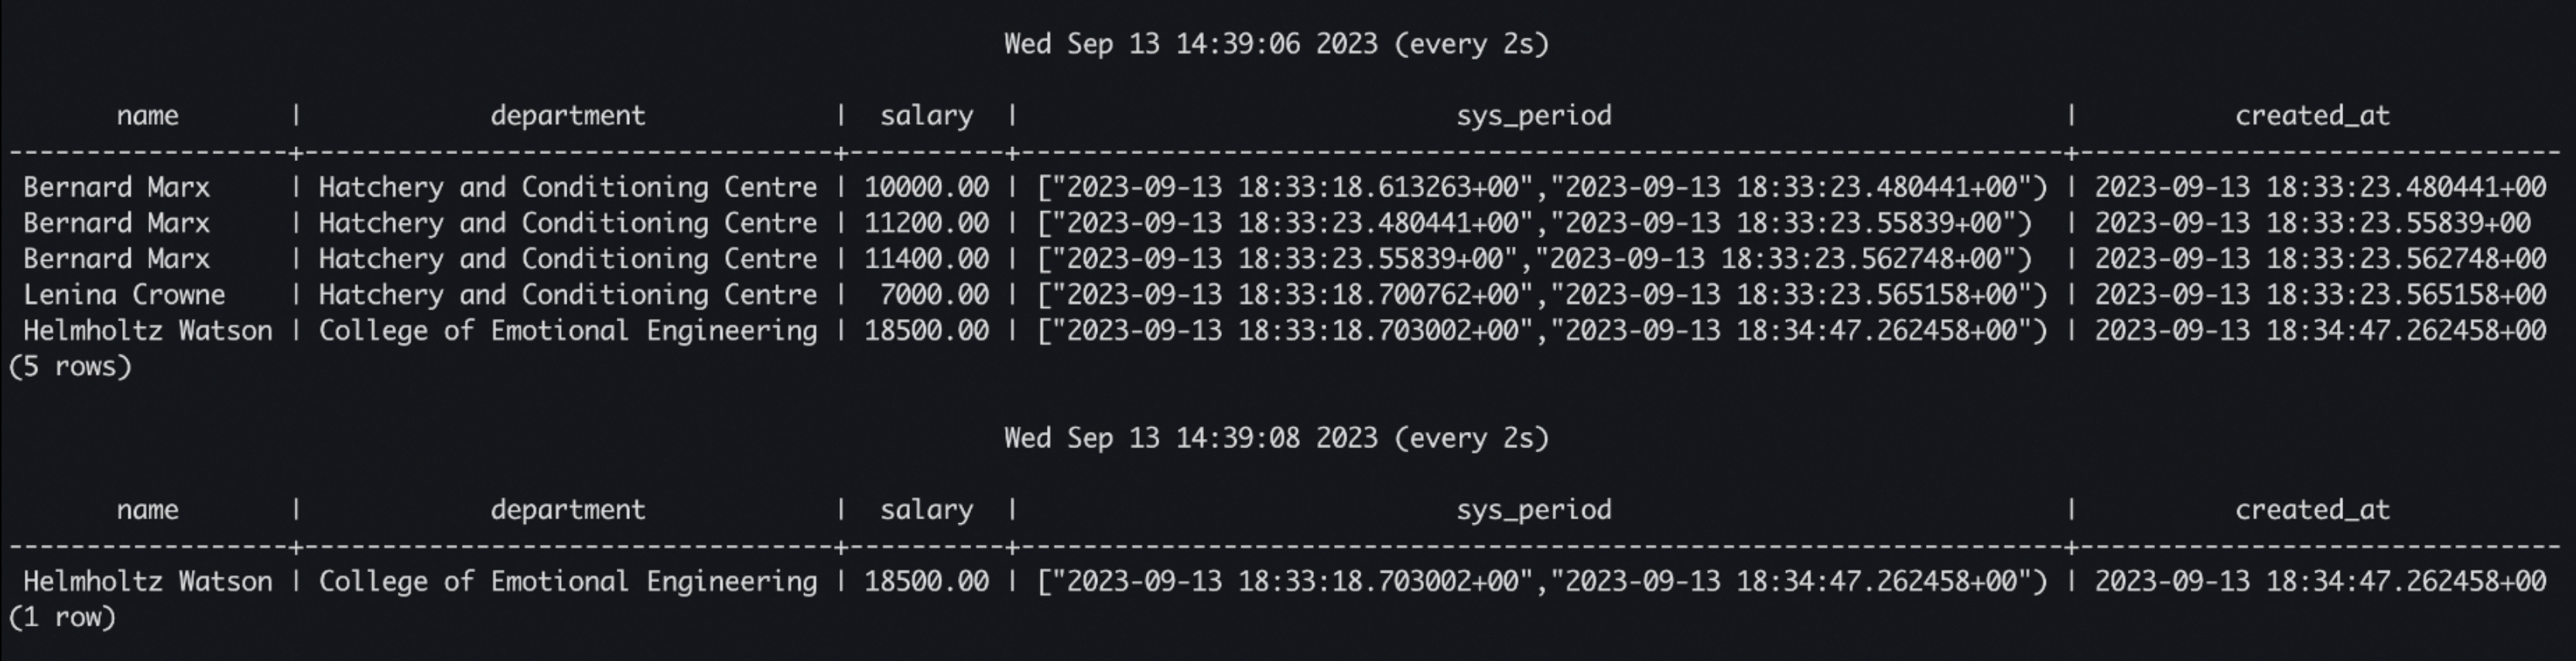 Wed Sep 13 14:39:06 2023 (every 2s)
name | department | salary | sys_period | created_at
------------------+----------------------------------+----------+-------------------------------------------------------------------+-------------------------------
Bernard Marx | Hatchery and Conditioning Centre | 10000.00 | ["2023-09-13 18:33:18.613263+00","2023-09-13 18:33:23.480441+00") | 2023-09-13 18:33:23.480441+00
Bernard Marx | Hatchery and Conditioning Centre | 11200.00 | ["2023-09-13 18:33:23.480441+00","2023-09-13 18:33:23.55839+00") | 2023-09-13 18:33:23.55839+00
Bernard Marx | Hatchery and Conditioning Centre | 11400.00 | ["2023-09-13 18:33:23.55839+00","2023-09-13 18:33:23.562748+00") | 2023-09-13 18:33:23.562748+00
Lenina Crowne | Hatchery and Conditioning Centre | 7000.00 | ["2023-09-13 18:33:18.700762+00","2023-09-13 18:33:23.565158+00") | 2023-09-13 18:33:23.565158+00
Helmholtz Watson | College of Emotional Engineering | 18500.00 | ["2023-09-13 18:33:18.703002+00","2023-09-13 18:34:47.262458+00") | 2023-09-13 18:34:47.262458+00
(5 rows)
Wed Sep 13 14:39:08 2023 (every 2s)
name | department | salary | sys_period | created_at
------------------+----------------------------------+----------+-------------------------------------------------------------------+-------------------------------
Helmholtz Watson | College of Emotional Engineering | 18500.00 | ["2023-09-13 18:33:18.703002+00","2023-09-13 18:34:47.262458+00") | 2023-09-13 18:34:47.262458+00
(1 row)